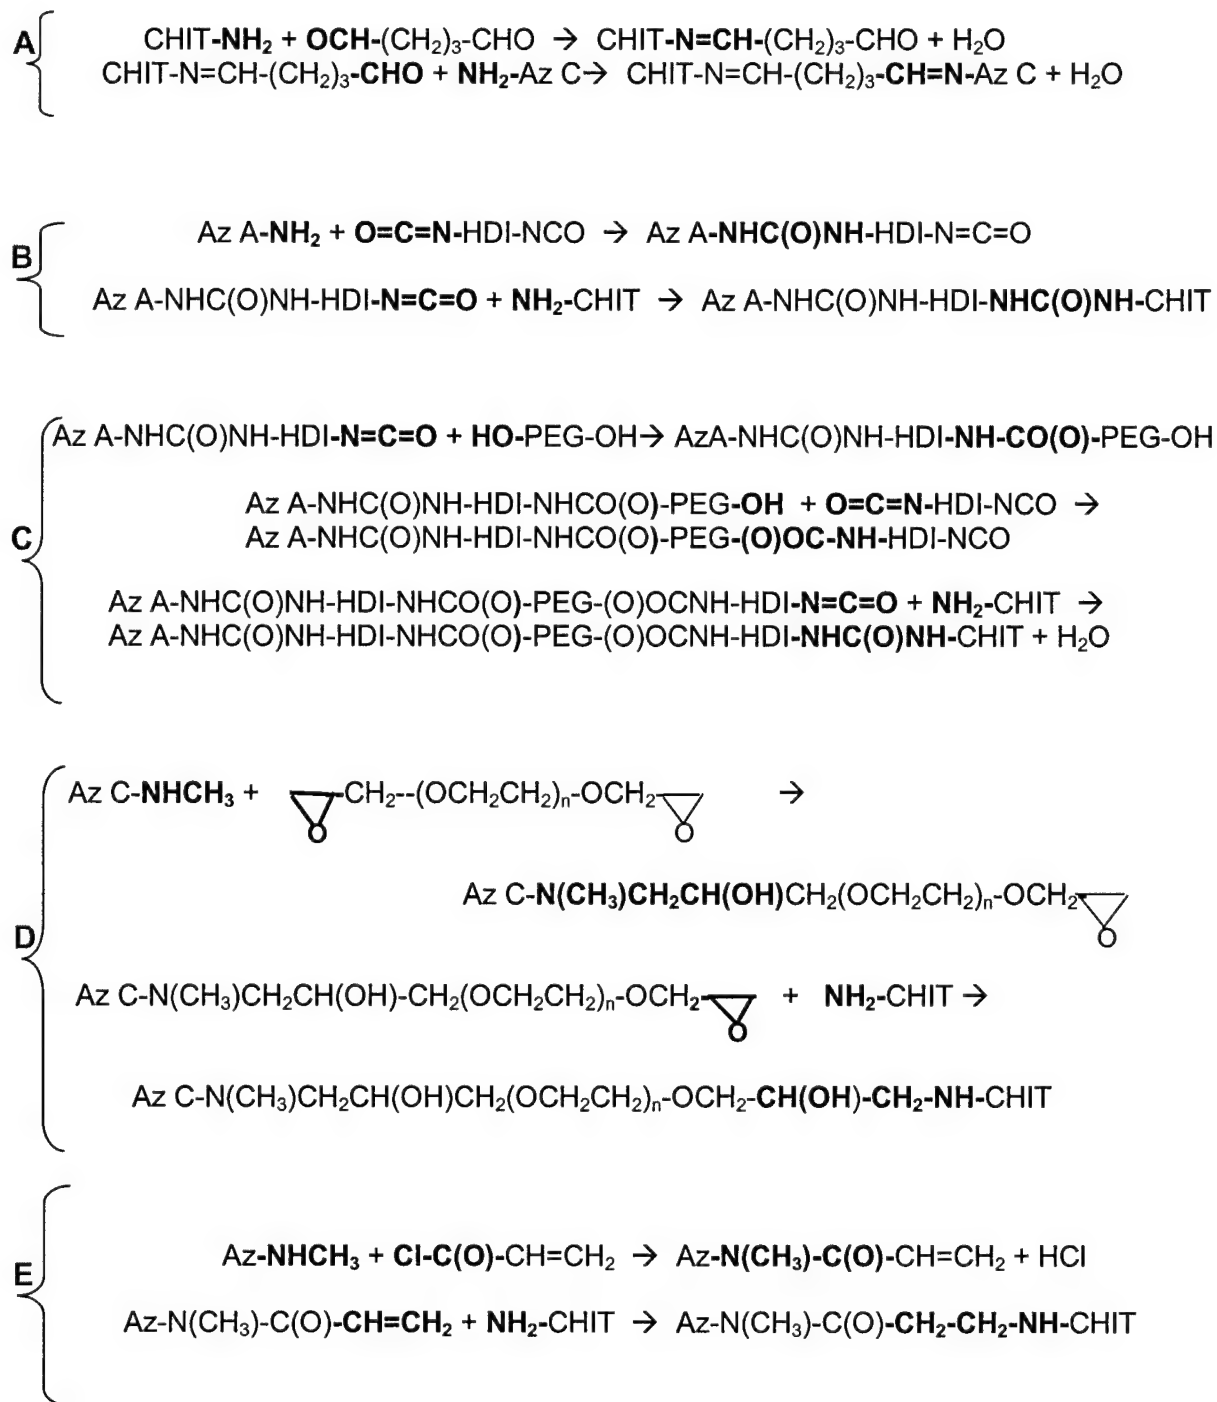 A
CHIT-NH₂ + OCH-(CH₂)₃-CHO → CHIT-N=CH-(CH₂)₃-CHO + H₂O
CHIT-N=CH-(CH₂)₃-CHO + NH₂-Az C→ CHIT-N=CH-(CH₂)₃-CH=N-Az C + H₂O
B
Az A-NH₂ + O=C=N-HDI-NCO → Az A-NHC(O)NH-HDI-N=C=O
Az A-NHC(O)NH-HDI-N=C=O + NH₂-CHIT → Az A-NHC(O)NH-HDI-NHC(O)NH-CHIT
C
Az A-NHC(O)NH-HDI-N=C=O + HO-PEG-OH→ AzA-NHC(O)NH-HDI-NH-CO(O)-PEG-OH
Az A-NHC(O)NH-HDI-NHCO(O)-PEG-OH + O=C=N-HDI-NCO →
Az A-NHC(O)NH-HDI-NHCO(O)-PEG-(O)OC-NH-HDI-NCO
Az A-NHC(O)NH-HDI-NHCO(O)-PEG-(O)OCNH-HDI-N=C=O + NH₂-CHIT →
Az A-NHC(O)NH-HDI-NHCO(O)-PEG-(O)OCNH-HDI-NHC(O)NH-CHIT + H₂O
D
Az C-NHCH₃ + CH₂--(OCH₂CH₂)ₙ-OCH₂ →
O O
Az C-N(CH₃)CH₂CH(OH)CH₂(OCH₂CH₂)ₙ-OCH₂
O
Az C-N(CH₃)CH₂CH(OH)-CH₂(OCH₂CH₂)ₙ-OCH₂- + NH₂-CHIT →
O
Az C-N(CH₃)CH₂CH(OH)CH₂(OCH₂CH₂)ₙ-OCH₂-CH(OH)-CH₂-NH-CHIT
E
Az-NHCH₃ + Cl-C(O)-CH=CH₂ → Az-N(CH₃)-C(O)-CH=CH₂ + HCl
Az-N(CH₃)-C(O)-CH=CH₂ + NH₂-CHIT → Az-N(CH₃)-C(O)-CH₂-CH₂-NH-CHIT